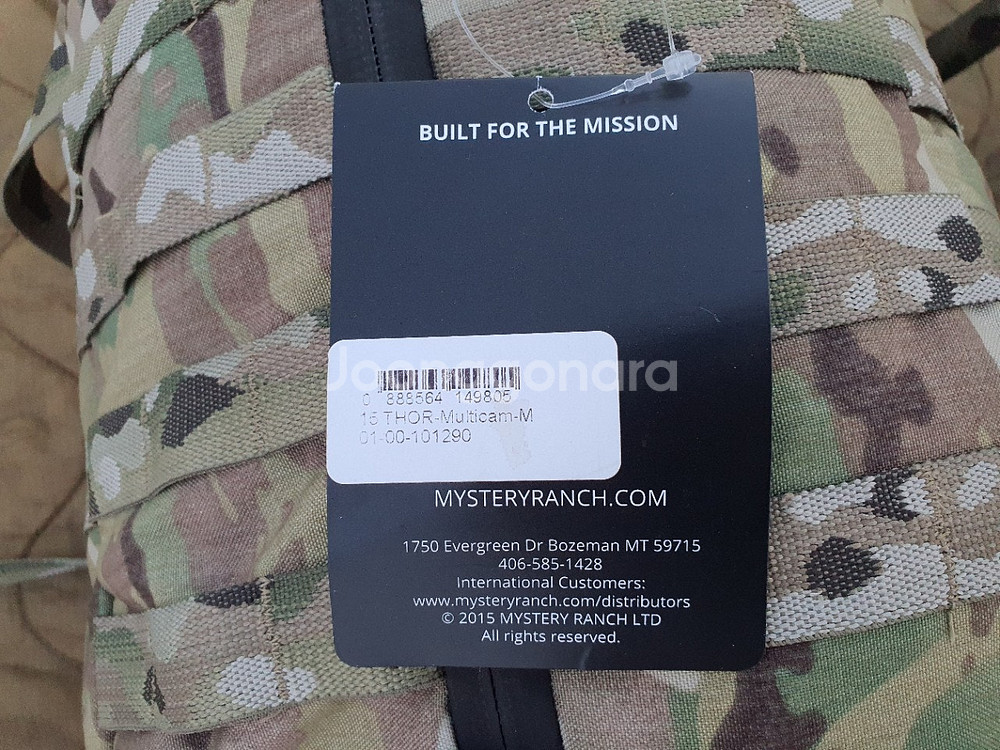 BUILT FOR THE MISSION
Joonggonara
0 888564 149805
15 THOR-Multicam-M
01-00-101290
MYSTERYRANCH.COM
1750 Evergreen Dr Bozeman MT 59715
406-585-1428
International Customers:
www.mysteryranch.com/distributors
© 2015 MYSTERY RANCH LTD
All rights reserved.